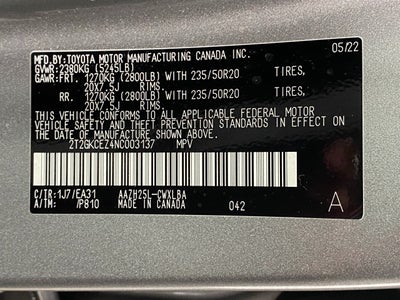 MFD.BY:TOYOTA MOTOR MANUFACTURING CANADA INC. 05/22
GVWR:2380KG (5245LB)
GAWR:FRT. 1270KG (2800LB) WITH 235/50R20 TIRES,
20X7.5J RIMS.
RR. 1270KG (2800LB) WITH 235/50R20 TIRES,
20X7.5J RIMS.
THIS VEHICLE CONFORMS TO ALL APPLICABLE FEDERAL MOTOR
VEHICLE SAFETY AND BUMPER STANDARDS IN EFFECT ON
THE DATE OF MANUFACTURE SHOWN ABOVE.
2T2GKCEZ4NC003137 MPV
C/TR:1J7/EA31 AAZH25L-CWXLBA
A/TM: /P810 MADE IN CANADA 042 A